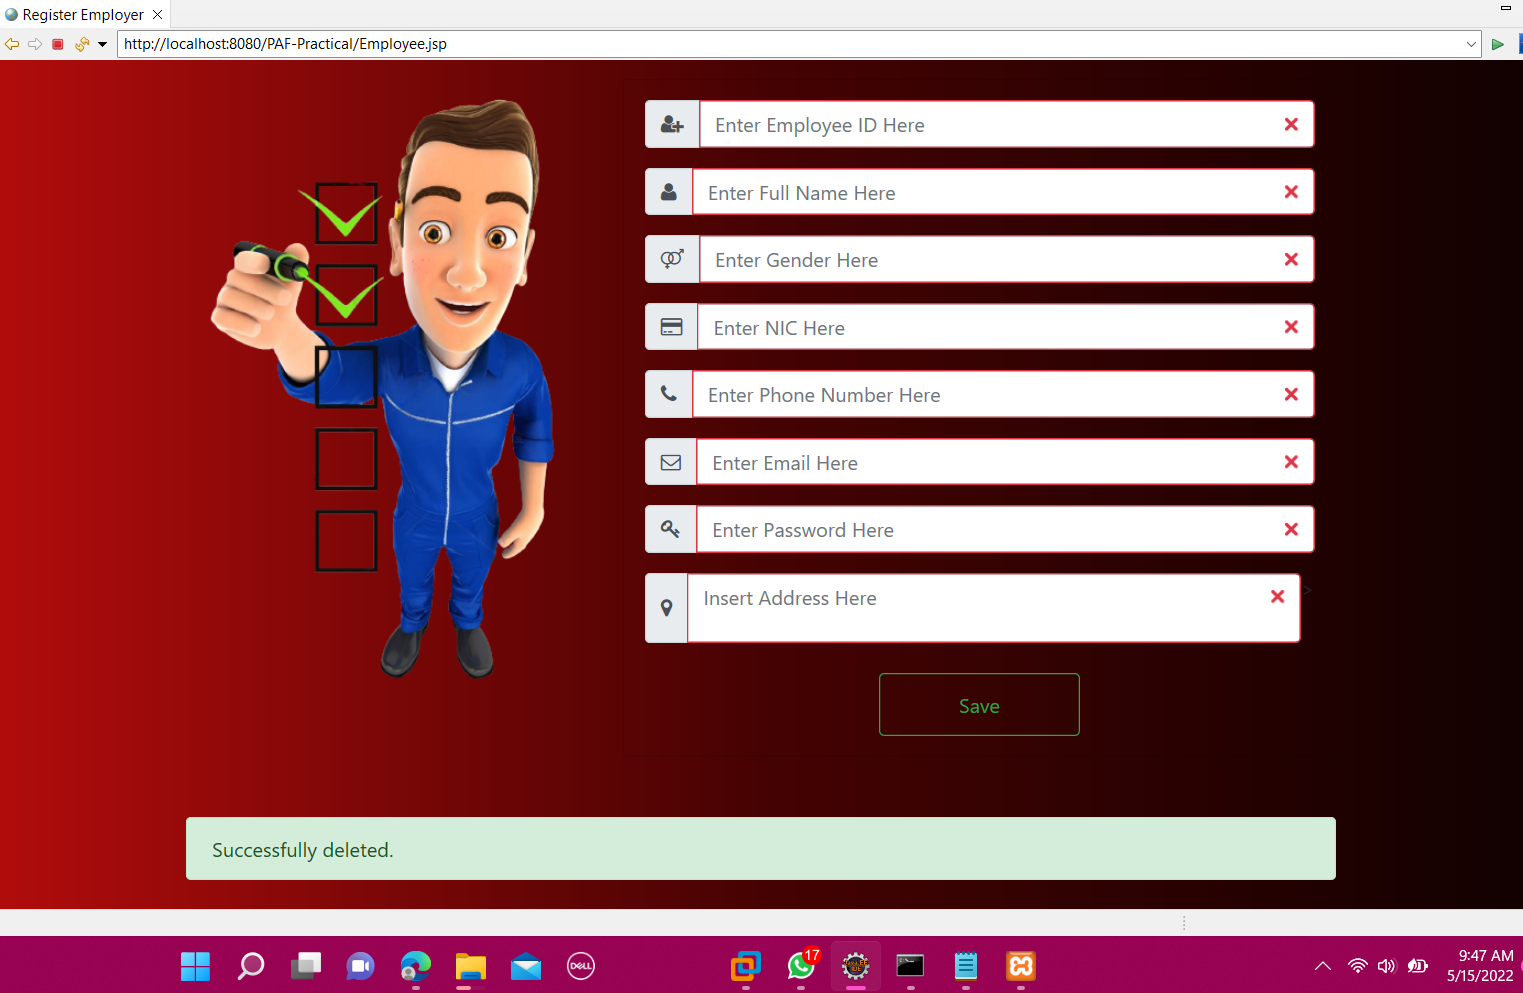 Register Employer
http://localhost:8080/PAF-Practical/Employee.jsp
Enter Employee ID Here
Enter Full Name Here
Enter Gender Here
Enter NIC Here
Enter Phone Number Here
Enter Email Here
Enter Password Here
Insert Address Here
>
Save
Successfully deleted.
DELL
17
9:47 AM
5/15/2022